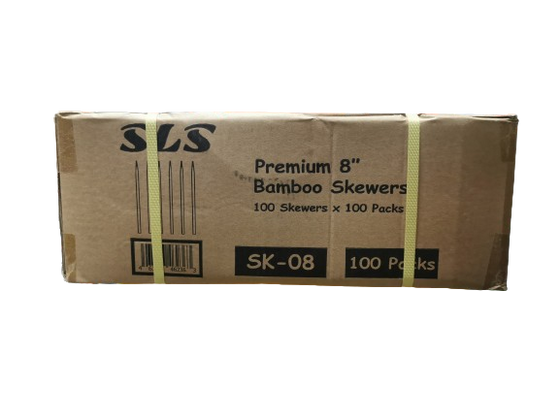 SLS
Premium 8"
Bamboo Skewers
100 Skewers x 100 Packs
SK-08
100 Packs